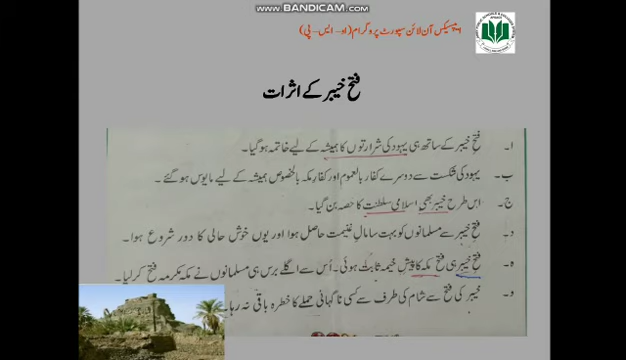 www.BANDICAM.com
ایپسیکس آن لائن سپورٹ پروگرام (او-ایس-پی)
فتح خیبر کے اثرات
ا۔ فتح خیبر کے ساتھ ہی یہود کی شرارتوں کا ہمیشہ کے لیے خاتمہ ہو گیا۔
ب۔ یہود کی شکست سے دوسرے کفار بالعموم اور کفارِ مکہ بالخصوص ہمیشہ کے لیے مایوس ہو گئے۔
ج۔ اس طرح خیبر بھی اسلامی سلطنت کا حصہ بن گیا۔
د۔ فتح خیبر سے مسلمانوں کو بہت سا مالِ غنیمت حاصل ہوا اور یوں خوش حالی کا دور شروع ہوا۔
ہ۔ فتح خیبر ہی فتح مکہ کا پیش خیمہ ثابت ہوئی۔ اُس سے اگلے برس ہی مسلمانوں نے مکہ مکرمہ فتح کر لیا۔
و۔ خیبر کی فتح سے شام کی طرف سے کسی ناگہانی حملے کا خطرہ باقی نہ رہا۔